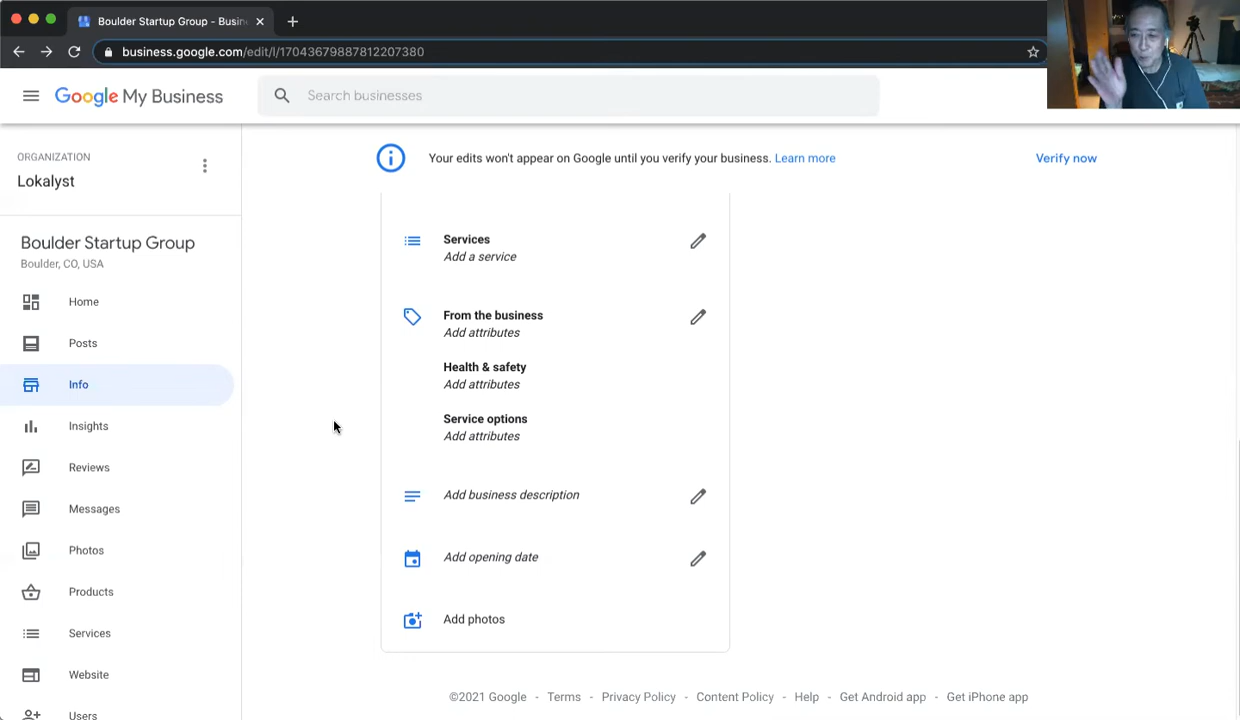 Boulder Startup Group - Busin
business.google.com/edit/l/17043679887812207380
Google My Business
Search businesses
ORGANIZATION
Lokalyst
Boulder Startup Group
Boulder, CO, USA
Home
Posts
Info
Insights
Reviews
Messages
Photos
Products
Services
Website
Users
Your edits won't appear on Google until you verify your business. Learn more
Verify now
Services
Add a service
From the business
Add attributes
Health & safety
Add attributes
Service options
Add attributes
Add business description
Add opening date
Add photos
©2021 Google - Terms - Privacy Policy - Content Policy - Help - Get Android app - Get iPhone app